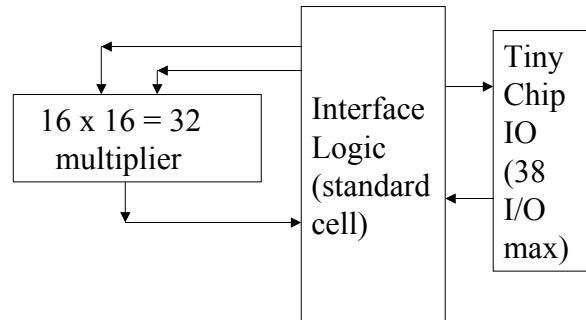 16 x 16 = 32
multiplier
Interface
Logic
(standard
cell)
Tiny
Chip
IO
(38
I/O
max)